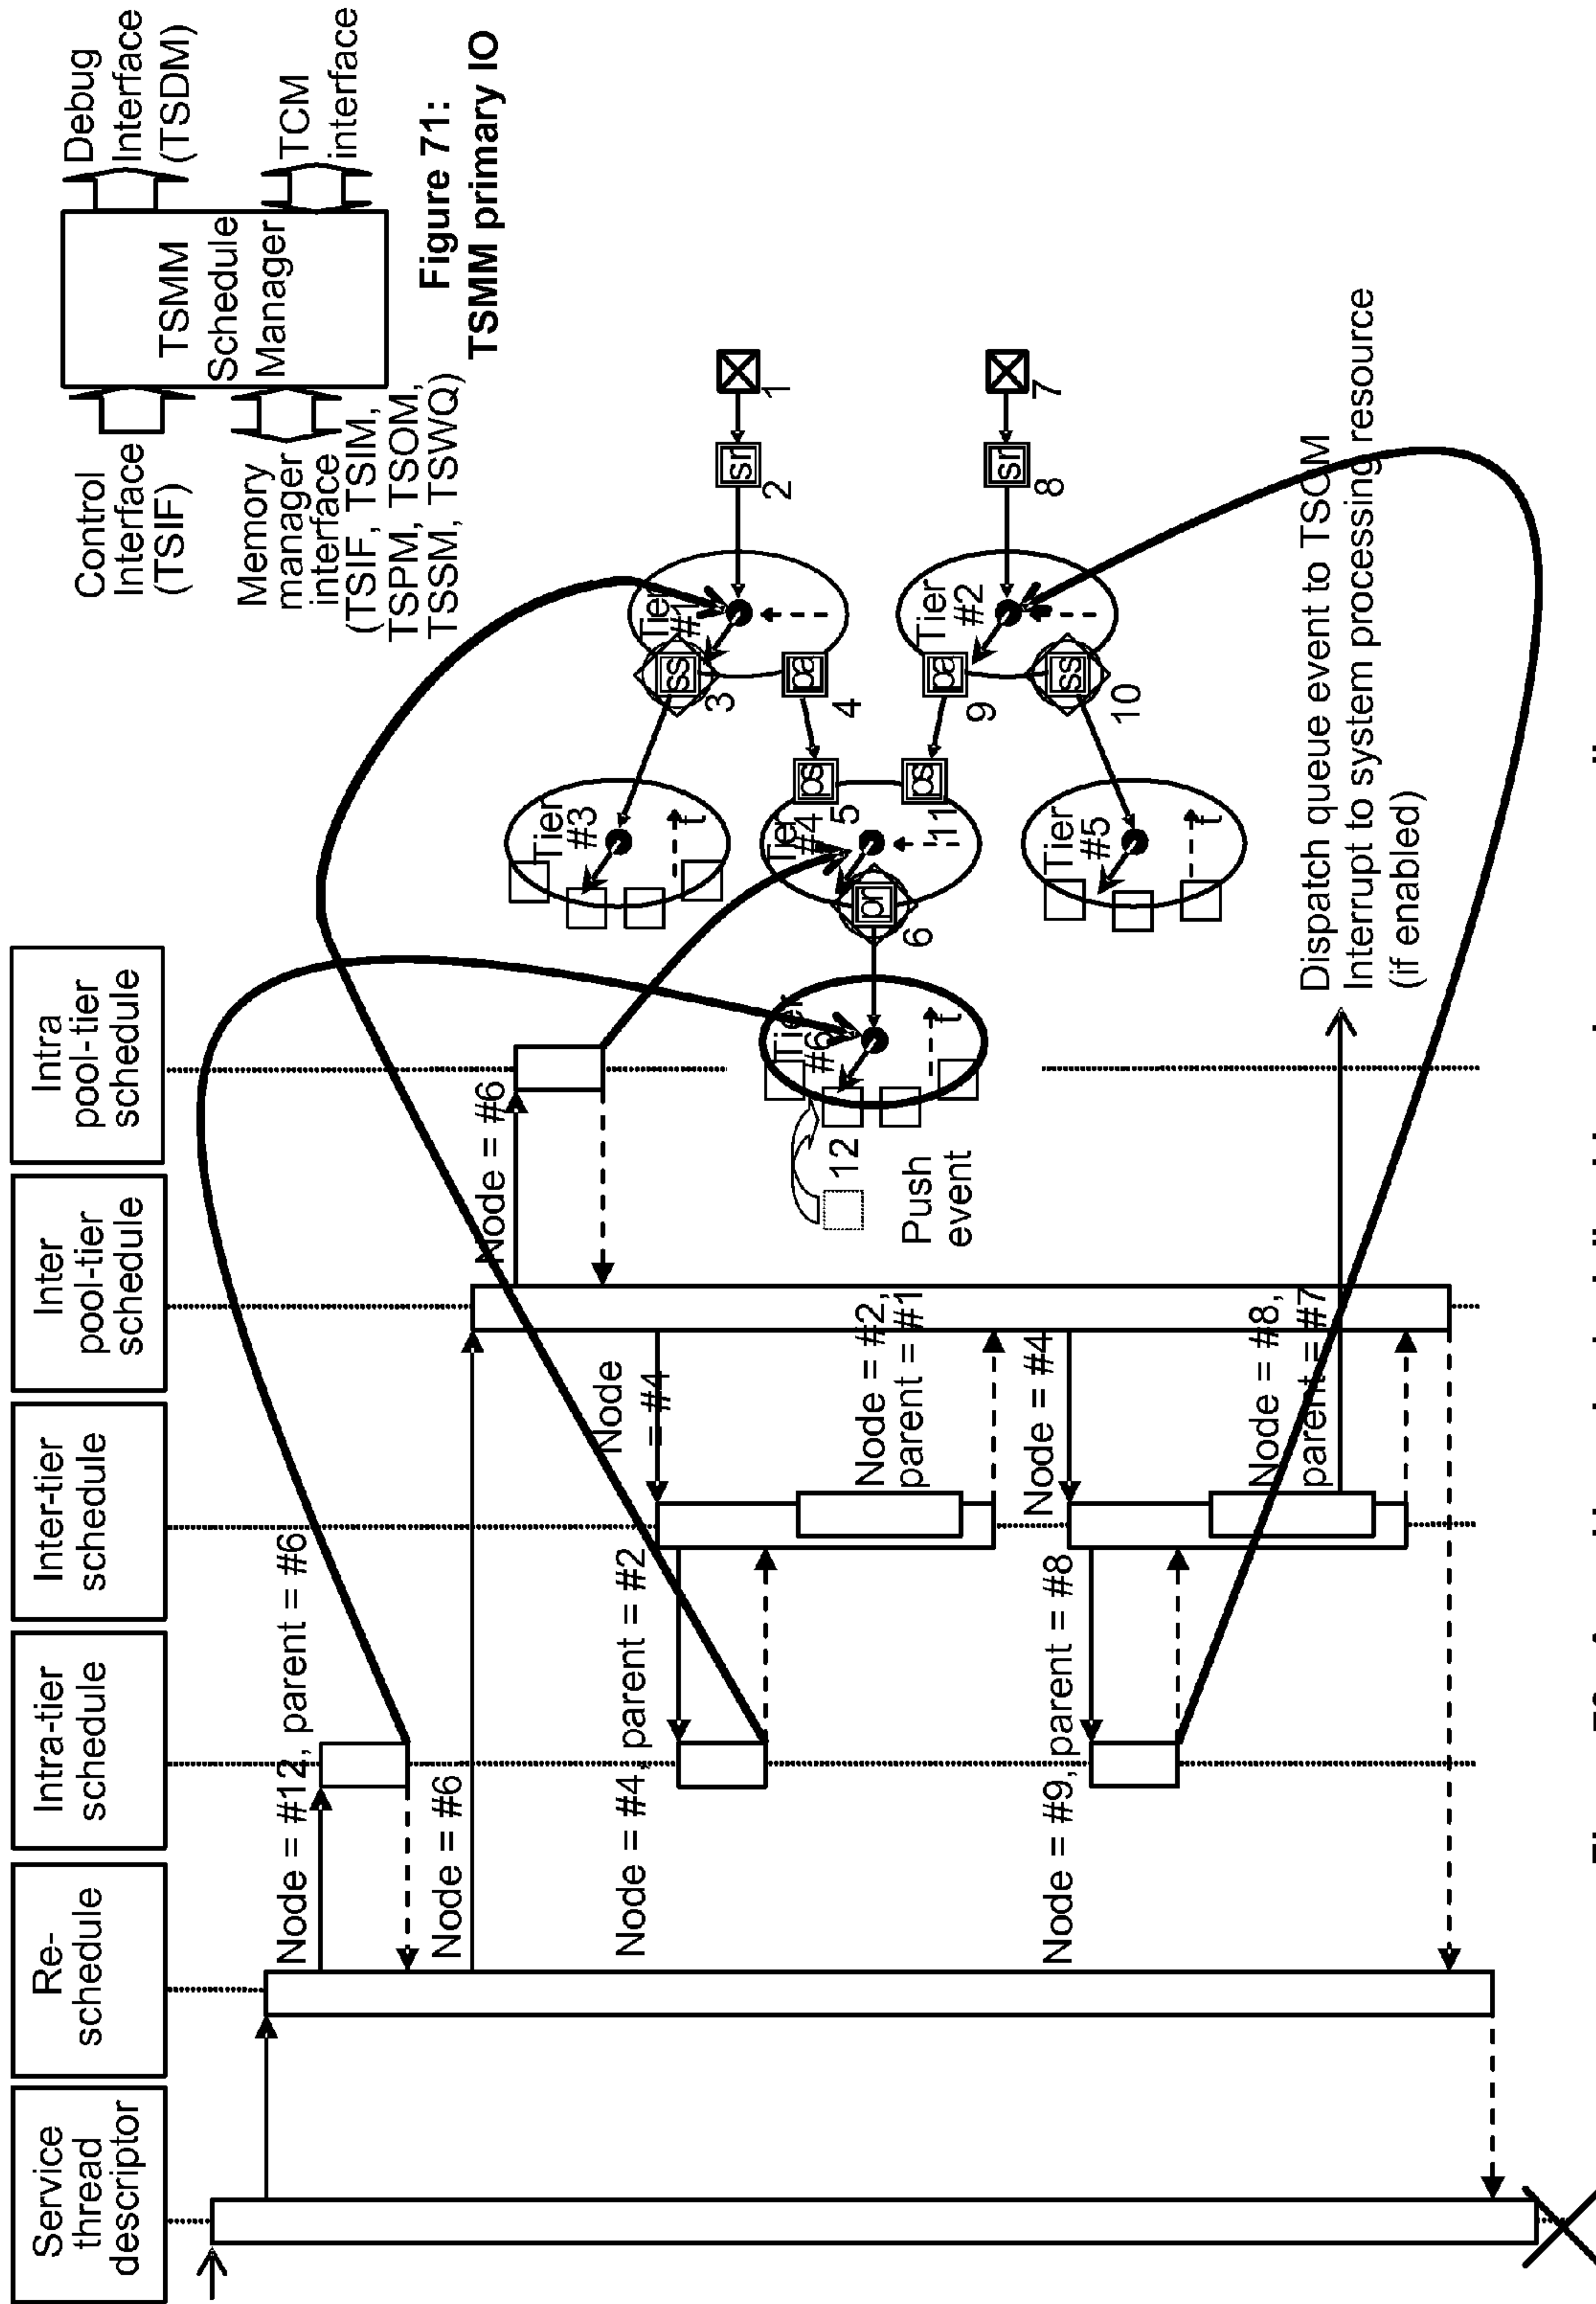 Service
thread
descriptor
Re-
schedule
Intra-tier
schedule
Inter-tier
schedule
Inter
pool-tier
schedule
Intra
pool-tier
schedule
Control
Interface
(TSIF)
Memory
manager
interface
(TSIF, TSIM,
TSPM, TSOM,
TSSM, TSWQ)
TSMM
Schedule
Manager
Debug
Interface
(TSDM)
TCM
interface
Figure 71:
TSMM primary IO
Node = #12, parent = #6
Node = #6
Node = #6
Node
= #4
Node = #4, parent = #2
Node = #2,
parent = #1
Node = #4
Node = #9, parent = #8
Node = #8,
parent = #7
Push
event
12
Tier
#6
t
pr
6
Tier
#4
5
11
ps
ps
Tier
#3
t
Tier
#5
t
Tier
#1
ss
3
pa
4
sr
2
1
Tier
#2
pa
9
ss
10
sr
8
7
Dispatch queue event to TSOM
Interrupt to system processing resource
(if enabled)